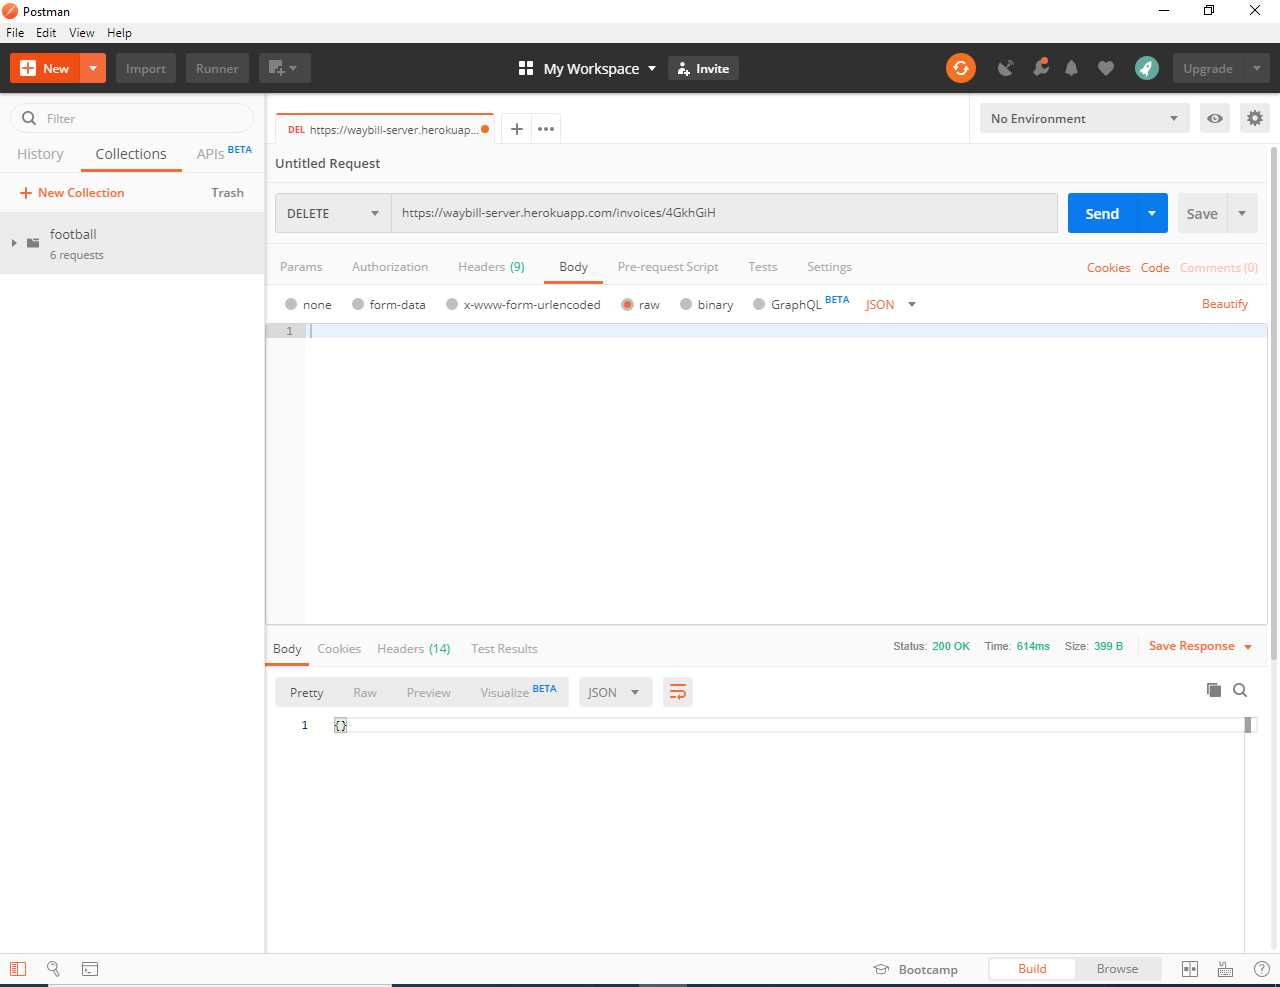 Postman
File Edit View Help
New Import Runner My Workspace Invite Upgrade
Filter
History Collections APIs BETA
New Collection Trash
football
6 requests
DEL https://waybill-server.herokuap...
No Environment
Untitled Request
DELETE https://waybill-server.herokuapp.com/invoices/4GkhGiH Send Save
Params Authorization Headers (9) Body Pre-request Script Tests Settings Cookies Code Comments (0)
none form-data x-www-form-urlencoded raw binary GraphQL BETA JSON Beautify
1
Body Cookies Headers (14) Test Results Status: 200 OK Time: 614ms Size: 399 B Save Response
Pretty Raw Preview Visualize BETA JSON
1 {}
Bootcamp Build Browse